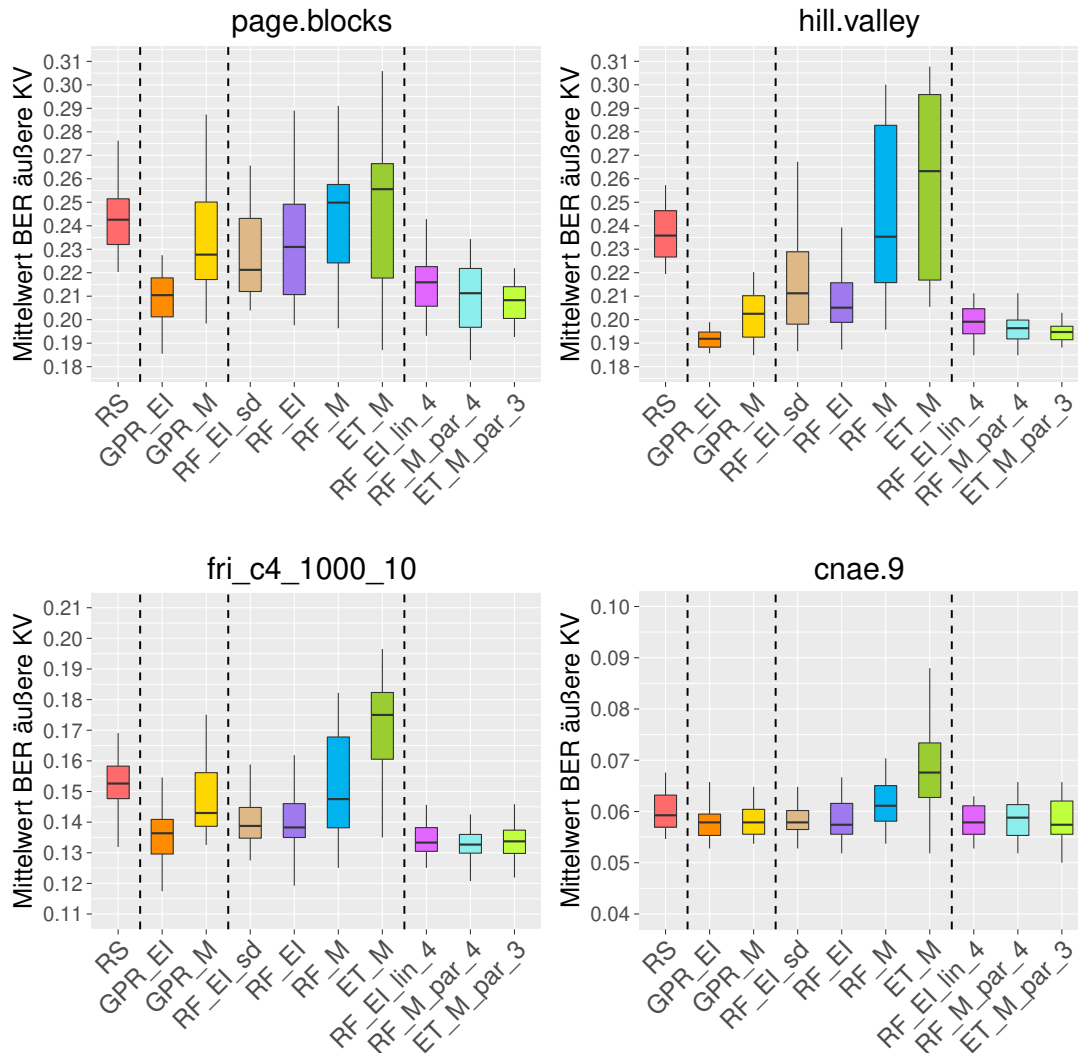 page.blocks
Mittelwert BER äußere KV
0.31
0.30
0.29
0.28
0.27
0.26
0.25
0.24
0.23
0.22
0.21
0.20
0.19
0.18
RS
GPR_EI
GPR_M
RF_EI_sd
RF_EI
RF_M
ET_M
RF_EI_lin_4
RF_M_par_4
ET_M_par_3
hill.valley
Mittelwert BER äußere KV
0.31
0.30
0.29
0.28
0.27
0.26
0.25
0.24
0.23
0.22
0.21
0.20
0.19
0.18
RS
GPR_EI
GPR_M
RF_EI_sd
RF_EI
RF_M
ET_M
RF_EI_lin_4
RF_M_par_4
ET_M_par_3
fri_c4_1000_10
Mittelwert BER äußere KV
0.21
0.20
0.19
0.18
0.17
0.16
0.15
0.14
0.13
0.12
0.11
RS
GPR_EI
GPR_M
RF_EI_sd
RF_EI
RF_M
ET_M
RF_EI_lin_4
RF_M_par_4
ET_M_par_3
cnae.9
Mittelwert BER äußere KV
0.10
0.09
0.08
0.07
0.06
0.05
0.04
RS
GPR_EI
GPR_M
RF_EI_sd
RF_EI
RF_M
ET_M
RF_EI_lin_4
RF_M_par_4
ET_M_par_3